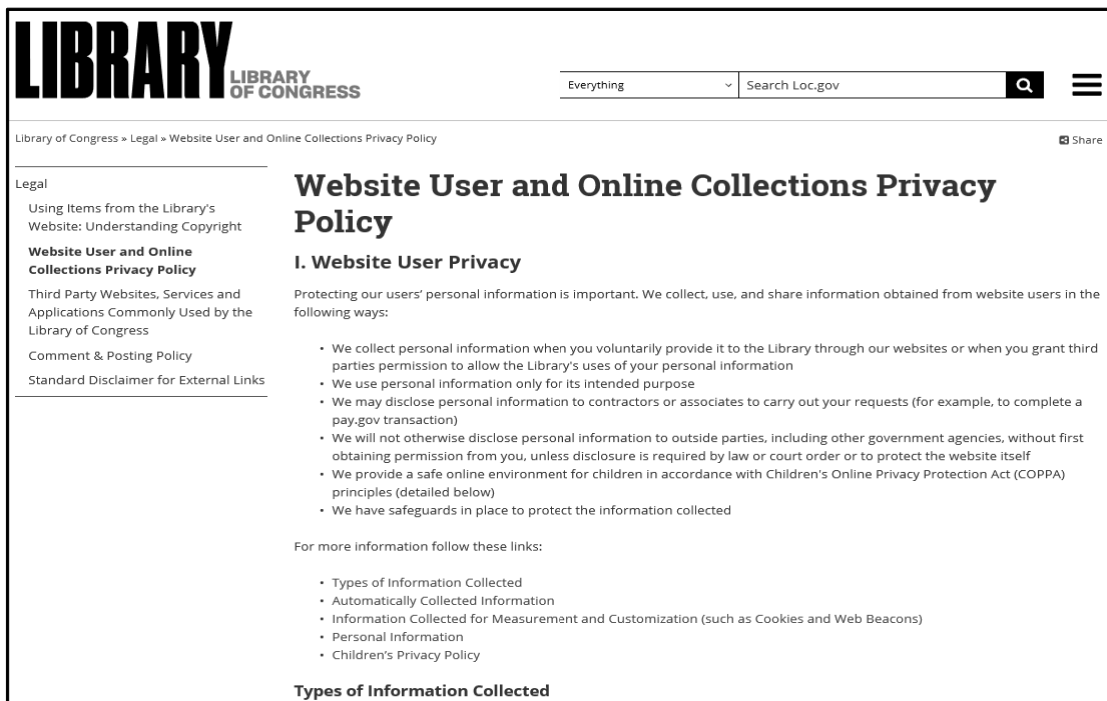 LIBRARY
LIBRARY
OF CONGRESS
Everything
Search Loc.gov
Library of Congress » Legal » Website User and Online Collections Privacy Policy
Share
Legal
Using Items from the Library's
Website: Understanding Copyright
Website User and Online
Collections Privacy Policy
Third Party Websites, Services and
Applications Commonly Used by the
Library of Congress
Comment & Posting Policy
Standard Disclaimer for External Links
Website User and Online Collections Privacy
Policy
I. Website User Privacy
Protecting our users’ personal information is important. We collect, use, and share information obtained from website users in the
following ways:
• We collect personal information when you voluntarily provide it to the Library through our websites or when you grant third
parties permission to allow the Library's uses of your personal information
• We use personal information only for its intended purpose
• We may disclose personal information to contractors or associates to carry out your requests (for example, to complete a
pay.gov transaction)
• We will not otherwise disclose personal information to outside parties, including other government agencies, without first
obtaining permission from you, unless disclosure is required by law or court order or to protect the website itself
• We provide a safe online environment for children in accordance with Children's Online Privacy Protection Act (COPPA)
principles (detailed below)
• We have safeguards in place to protect the information collected
For more information follow these links:
• Types of Information Collected
• Automatically Collected Information
• Information Collected for Measurement and Customization (such as Cookies and Web Beacons)
• Personal Information
• Children’s Privacy Policy
Types of Information Collected